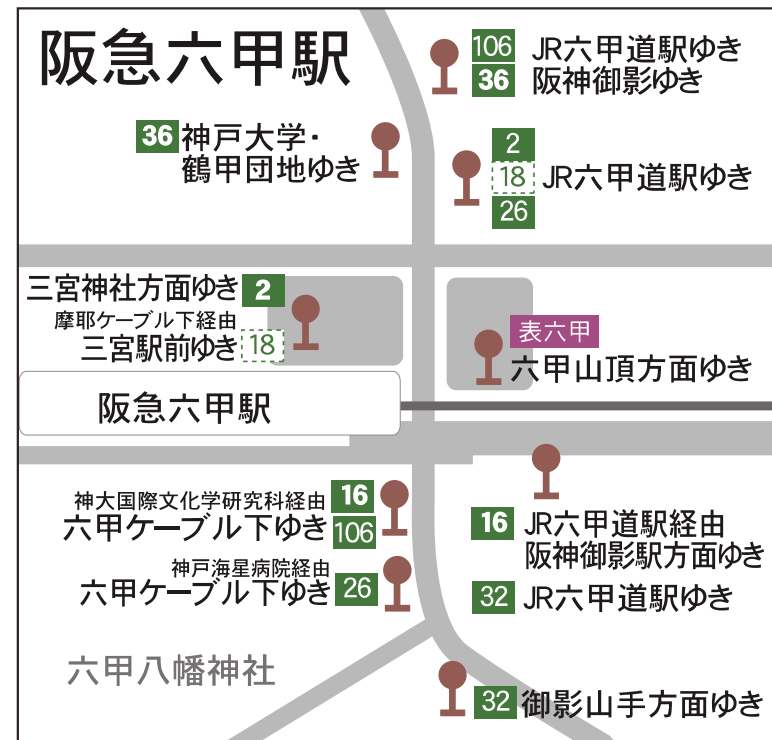 阪急六甲駅
106 JR六甲道駅ゆき
36 阪神御影ゆき
36 神戸大学・
鶴甲団地ゆき
2
18 JR六甲道駅ゆき
26
三宮神社方面ゆき 2
摩耶ケーブル下経由
三宮駅前ゆき 18
表六甲
六甲山頂方面ゆき
阪急六甲駅
神大国際文化学研究科経由 16
六甲ケーブル下ゆき 106
神戸海星病院経由
六甲ケーブル下ゆき 26
16 JR六甲道駅経由
阪神御影駅方面ゆき
32 JR六甲道駅ゆき
六甲八幡神社
32 御影山手方面ゆき